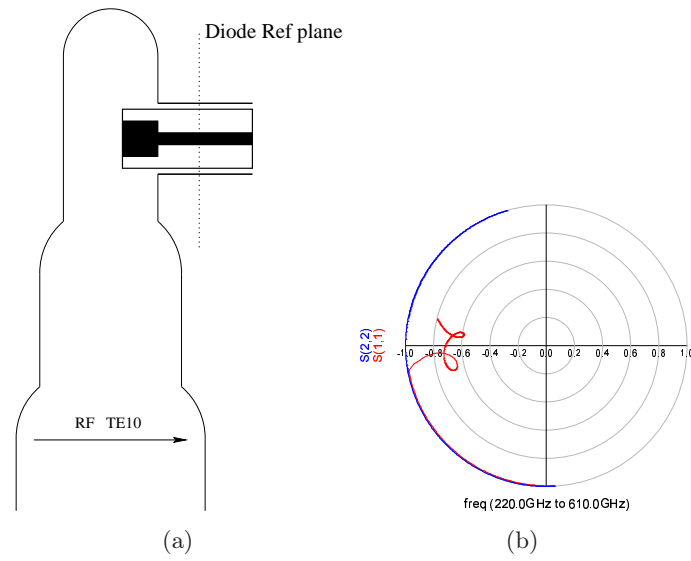 Diode Ref plane
RF TE10
(a)
S(2,2)
S(1,1)
-1.0 -0.8 -0.6 -0.4 -0.2 0.0 0.2 0.4 0.6 0.8 1.0
freq (220.0GHz to 610.0GHz)
(b)